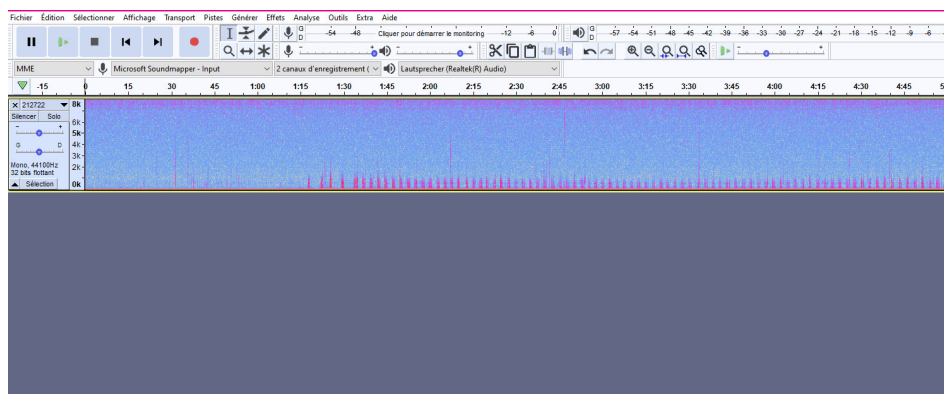 Fichier Édition Sélectionner Affichage Transport Pistes Générer Effets Analyse Outils Extra Aide
G D -54 -48 Cliquer pour démarrer le monitoring -12 -6 0 G D -57 -54 -51 -48 -45 -42 -39 -36 -33 -30 -27 -24 -21 -18 -15 -12 -9 -6
- + - + - +
MME Microsoft Soundmapper - Input 2 canaux d'enregistrement ( Lautsprecher (Realtek(R) Audio)
-15 0 15 30 45 1:00 1:15 1:30 1:45 2:00 2:15 2:30 2:45 3:00 3:15 3:30 3:45 4:00 4:15 4:30 4:45
× 212722 8k
Silencer Solo 6k
- + 5k
G D 4k
3k
Mono, 44100Hz 2k
32 bits flottant
Sélection 0k